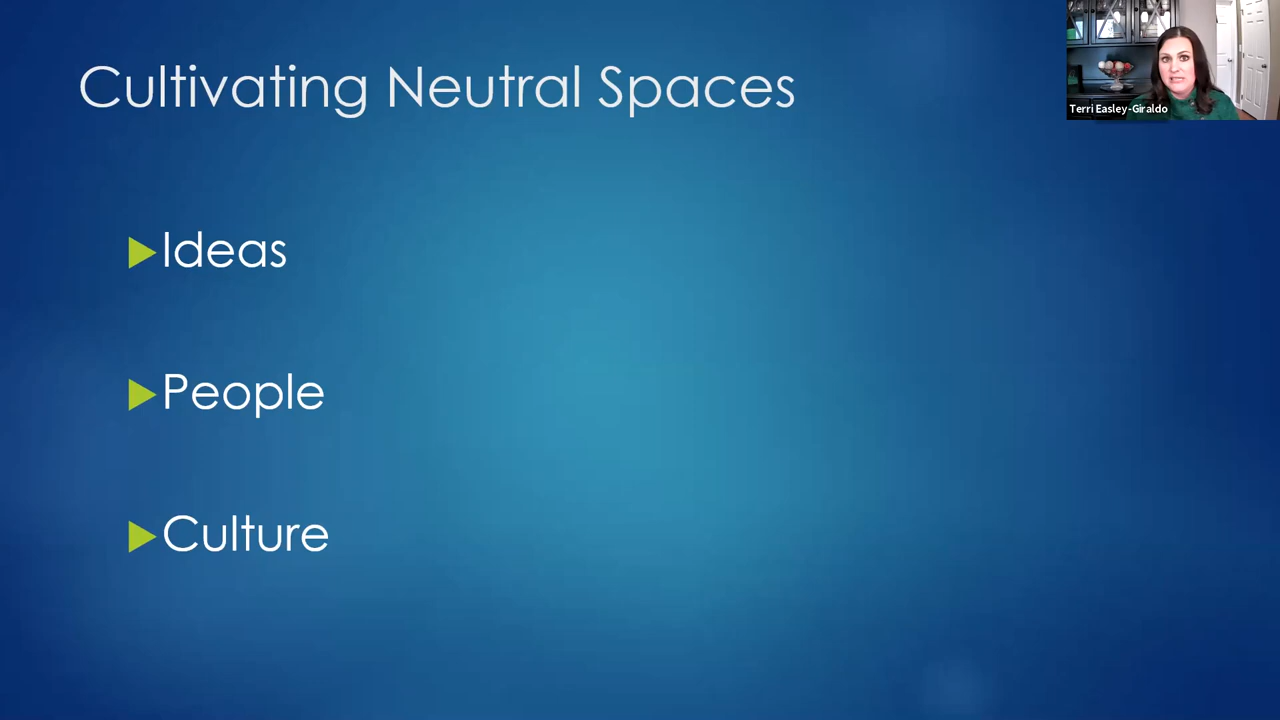 Cultivating Neutral Spaces
Terri Easley-Giraldo
Ideas
People
Culture